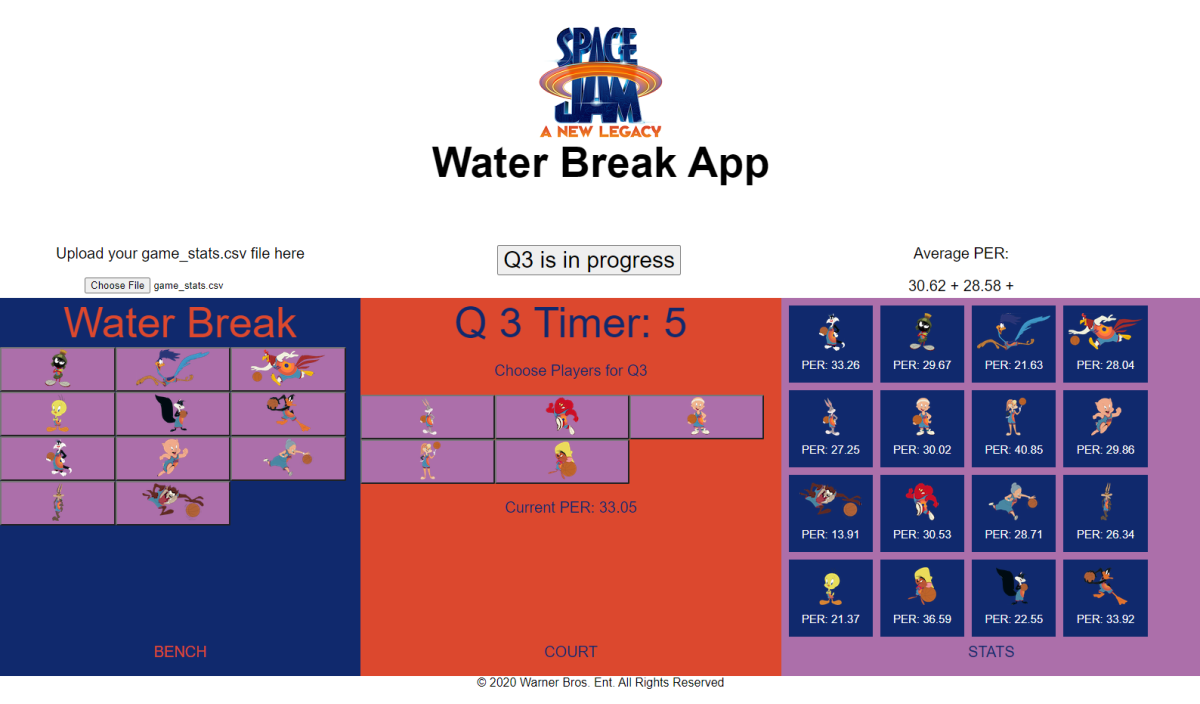 SPACE
JAM
A NEW LEGACY
Water Break App
Upload your game_stats.csv file here
Choose File game_stats.csv
Q3 is in progress
Average PER:
30.62 + 28.58 +
Water Break
BENCH
Q 3 Timer: 5
Choose Players for Q3
Current PER: 33.05
COURT
PER: 33.26 PER: 29.67 PER: 21.63 PER: 28.04
PER: 27.25 PER: 30.02 PER: 40.85 PER: 29.86
PER: 13.91 PER: 30.53 PER: 28.71 PER: 26.34
PER: 21.37 PER: 36.59 PER: 22.55 PER: 33.92
STATS
© 2020 Warner Bros. Ent. All Rights Reserved